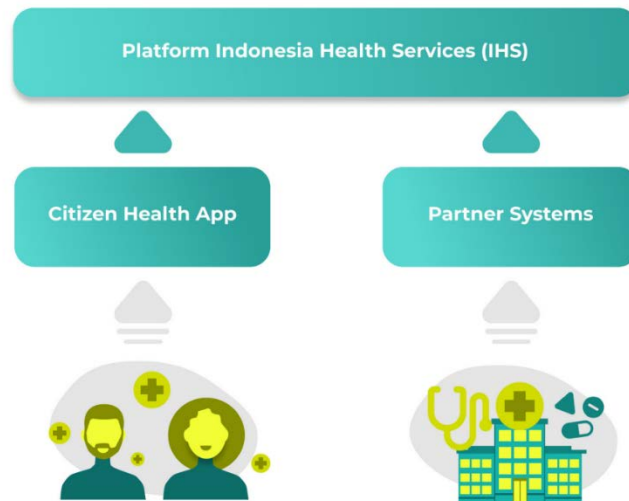 Platform Indonesia Health Services (IHS)
Citizen Health App
Partner Systems